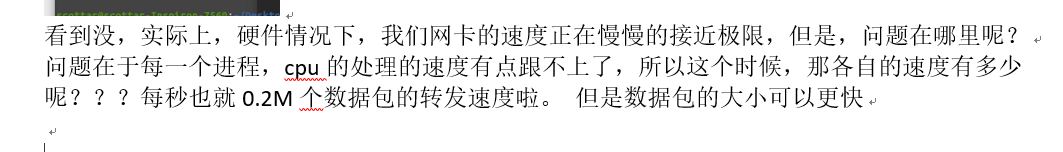 scottar@scottar-Inspiron-7560:~/Deskto
看到没，实际上，硬件情况下，我们网卡的速度正在慢慢的接近极限，但是，问题在哪里呢？
问题在于每一个进程，cpu 的处理的速度有点跟不上了，所以这个时候，那各自的速度有多少
呢？？？每秒也就 0.2M 个数据包的转发速度啦。 但是数据包的大小可以更快